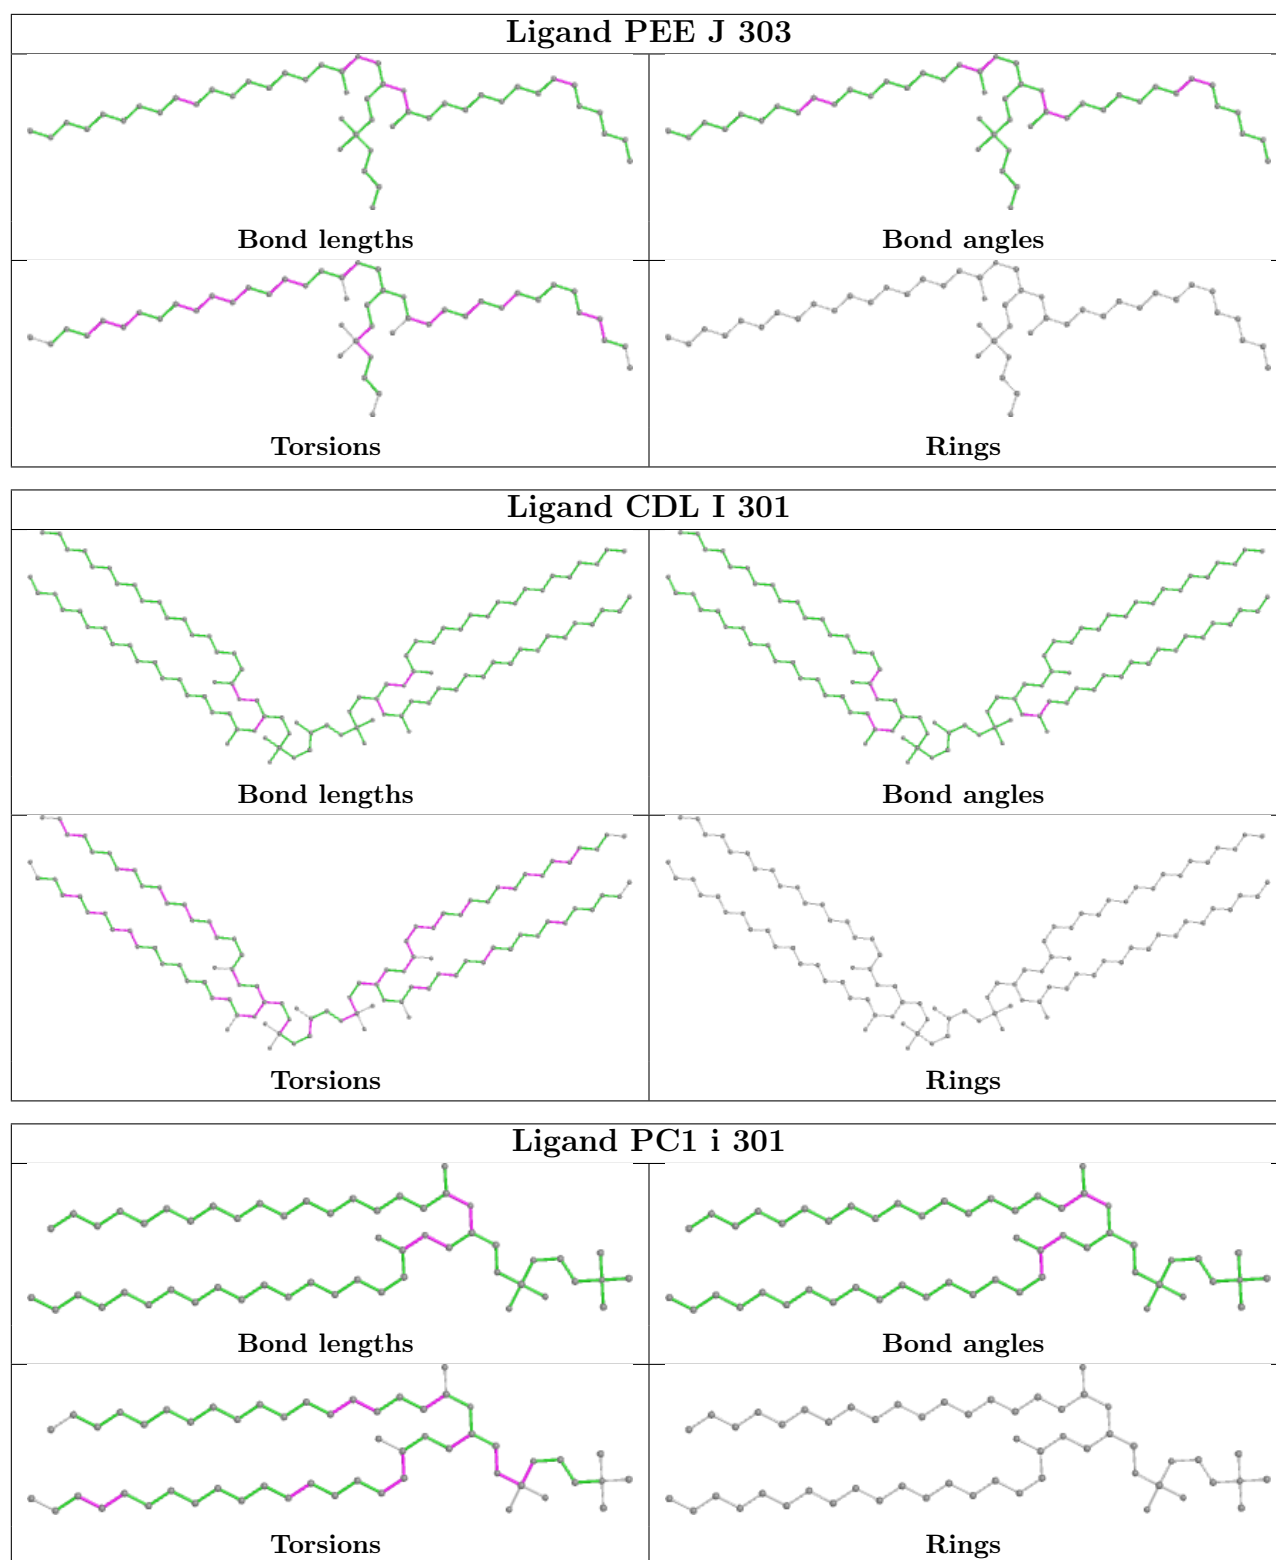 Ligand PEE J 303
Bond lengths
Bond angles
Torsions
Rings
Ligand CDL I 301
Bond lengths
Bond angles
Torsions
Rings
Ligand PC1 i 301
Bond lengths
Bond angles
Torsions
Rings